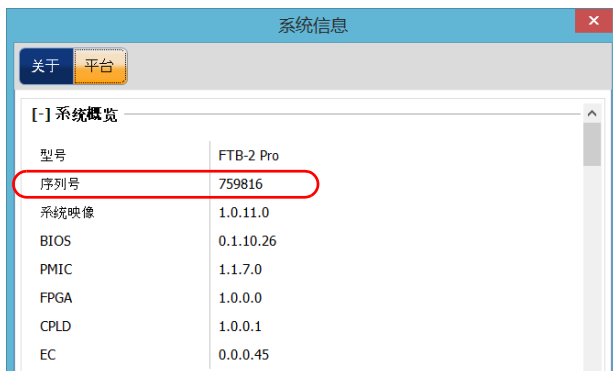 系统信息
关于 平台
[-] 系统概览
型号 FTB-2 Pro
序列号 759816
系统映像 1.0.11.0
BIOS 0.1.10.26
PMIC 1.1.7.0
FPGA 1.0.0.0
CPLD 1.0.0.1
EC 0.0.0.45